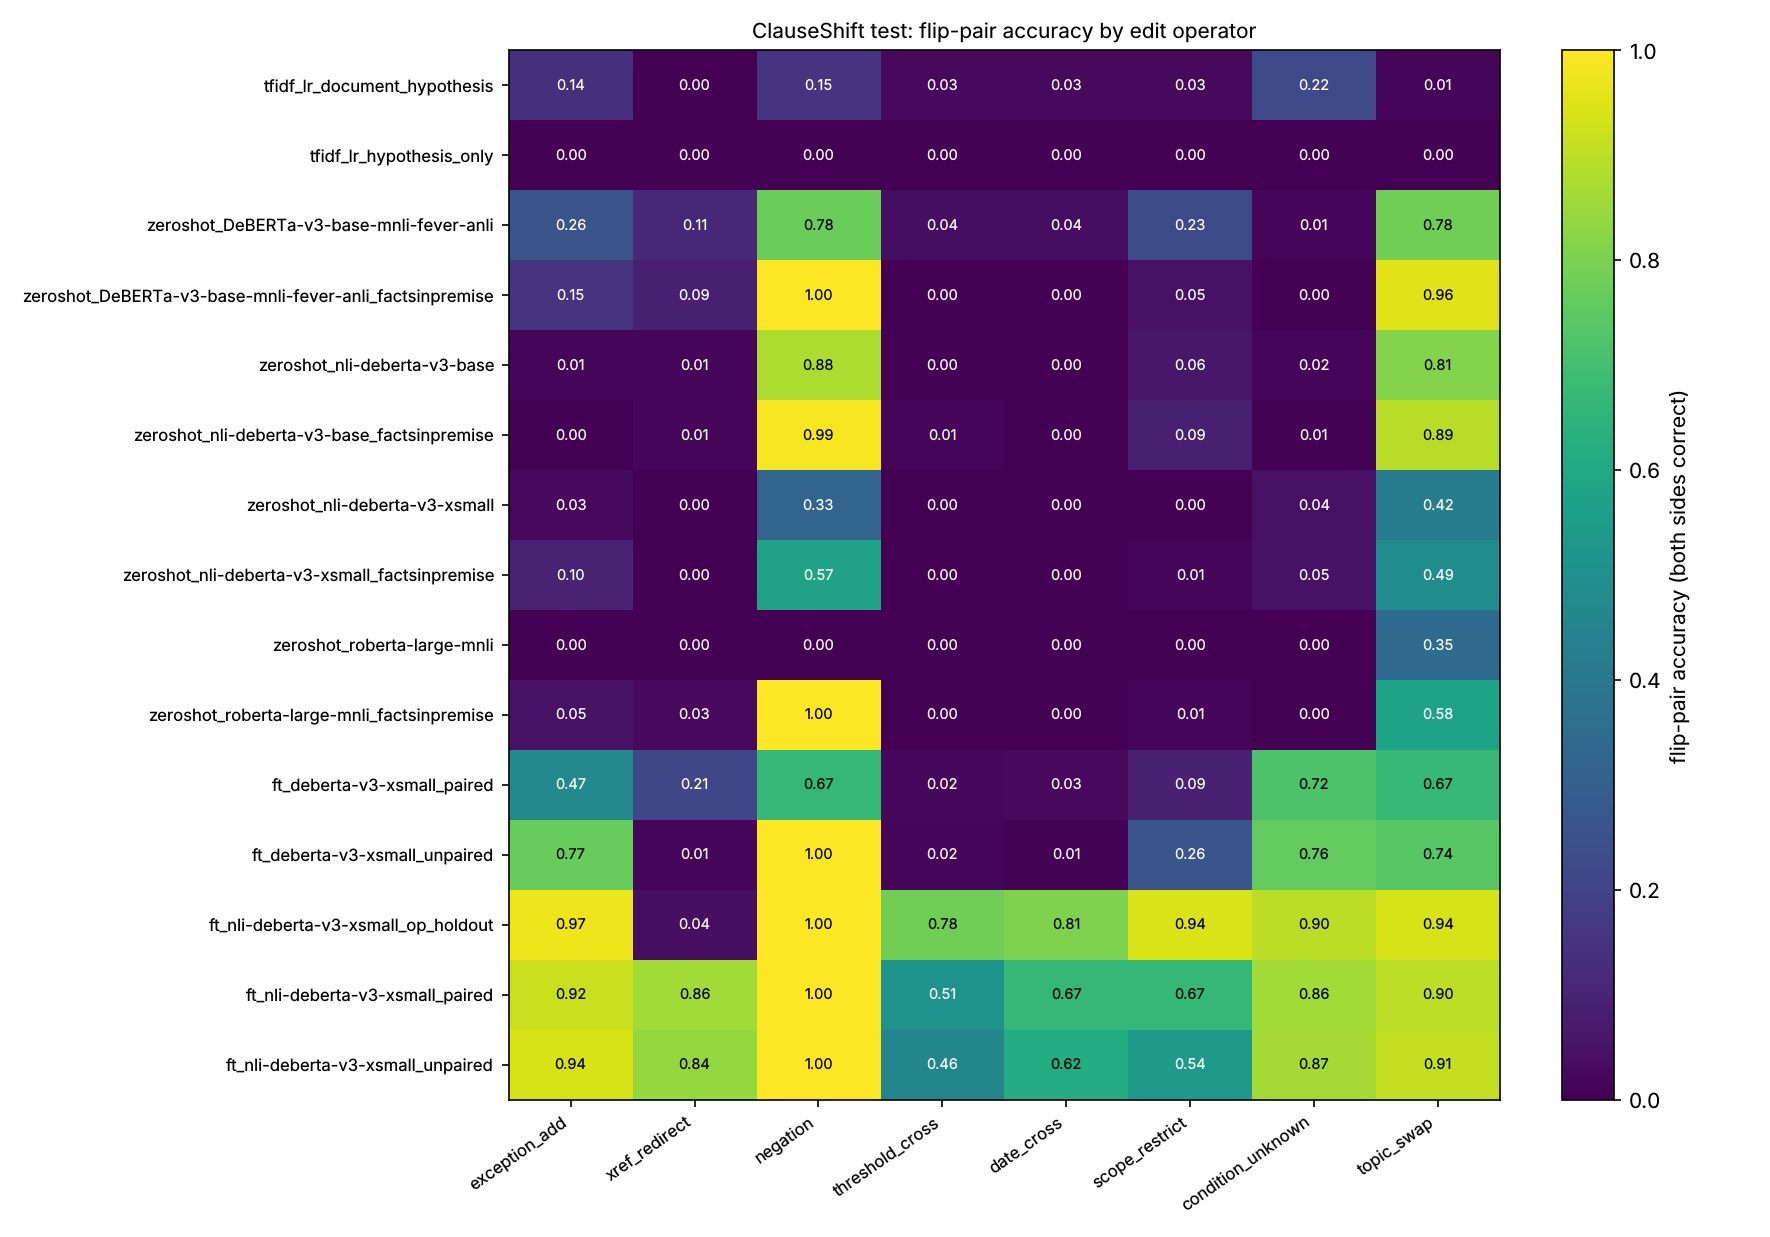 ClauseShift test: flip-pair accuracy by edit operator
tfidf_lr_document_hypothesis 0.14 0.00 0.15 0.03 0.03 0.03 0.22 0.01
tfidf_lr_hypothesis_only 0.00 0.00 0.00 0.00 0.00 0.00 0.00 0.00
zeroshot_DeBERTa-v3-base-mnli-fever-anli 0.26 0.11 0.78 0.04 0.04 0.23 0.01 0.78
zeroshot_DeBERTa-v3-base-mnli-fever-anli_factsinpremise 0.15 0.09 1.00 0.00 0.00 0.05 0.00 0.96
zeroshot_nli-deberta-v3-base 0.01 0.01 0.88 0.00 0.00 0.06 0.02 0.81
zeroshot_nli-deberta-v3-base_factsinpremise 0.00 0.01 0.99 0.01 0.00 0.09 0.01 0.89
zeroshot_nli-deberta-v3-xsmall 0.03 0.00 0.33 0.00 0.00 0.00 0.04 0.42
zeroshot_nli-deberta-v3-xsmall_factsinpremise 0.10 0.00 0.57 0.00 0.00 0.01 0.05 0.49
zeroshot_roberta-large-mnli 0.00 0.00 0.00 0.00 0.00 0.00 0.00 0.35
zeroshot_roberta-large-mnli_factsinpremise 0.05 0.03 1.00 0.00 0.00 0.01 0.00 0.58
ft_deberta-v3-xsmall_paired 0.47 0.21 0.67 0.02 0.03 0.09 0.72 0.67
ft_deberta-v3-xsmall_unpaired 0.77 0.01 1.00 0.02 0.01 0.26 0.76 0.74
ft_nli-deberta-v3-xsmall_op_holdout 0.97 0.04 1.00 0.78 0.81 0.94 0.90 0.94
ft_nli-deberta-v3-xsmall_paired 0.92 0.86 1.00 0.51 0.67 0.67 0.86 0.90
ft_nli-deberta-v3-xsmall_unpaired 0.94 0.84 1.00 0.46 0.62 0.54 0.87 0.91
exception_add xref_redirect negation threshold_cross date_cross scope_restrict condition_unknown topic_swap
1.0
0.8
0.6
0.4
0.2
0.0
flip-pair accuracy (both sides correct)